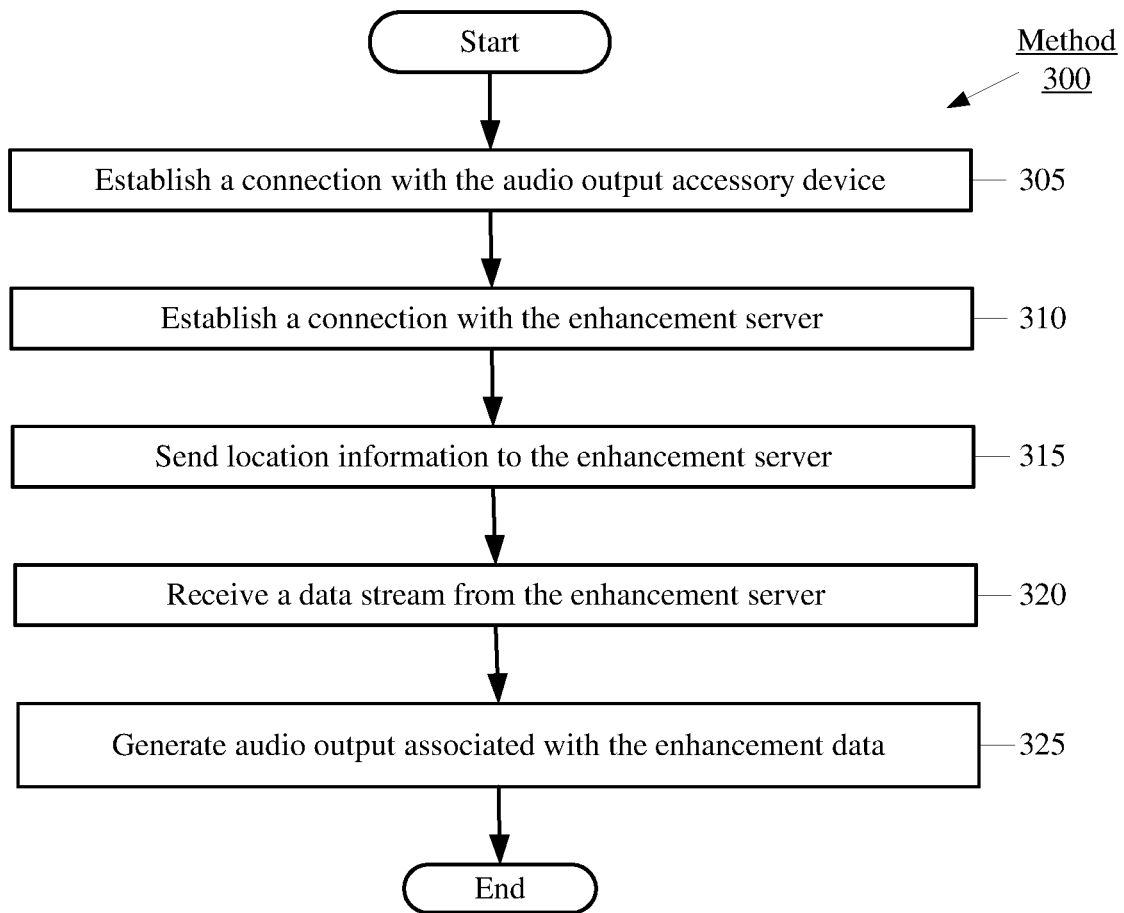 Start
Method
300
Establish a connection with the audio output accessory device
305
Establish a connection with the enhancement server
310
Send location information to the enhancement server
315
Receive a data stream from the enhancement server
320
Generate audio output associated with the enhancement data
325
End